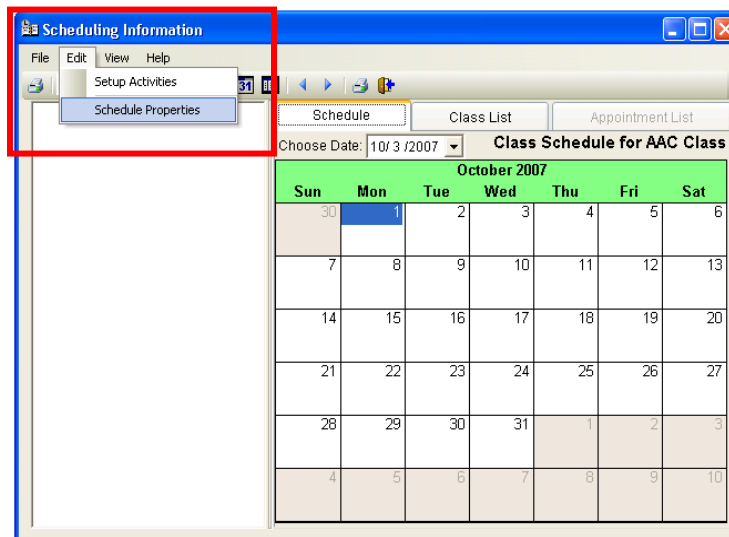 Scheduling Information
File Edit View Help
Setup Activities
31
Schedule Properties
Schedule Class List Appointment List
Choose Date: 10/ 3 /2007 Class Schedule for AAC Class
October 2007
Sun Mon Tue Wed Thu Fri Sat
30 1 2 3 4 5 6
7 8 9 10 11 12 13
14 15 16 17 18 19 20
21 22 23 24 25 26 27
28 29 30 31 1 2 3
4 5 6 7 8 9 10